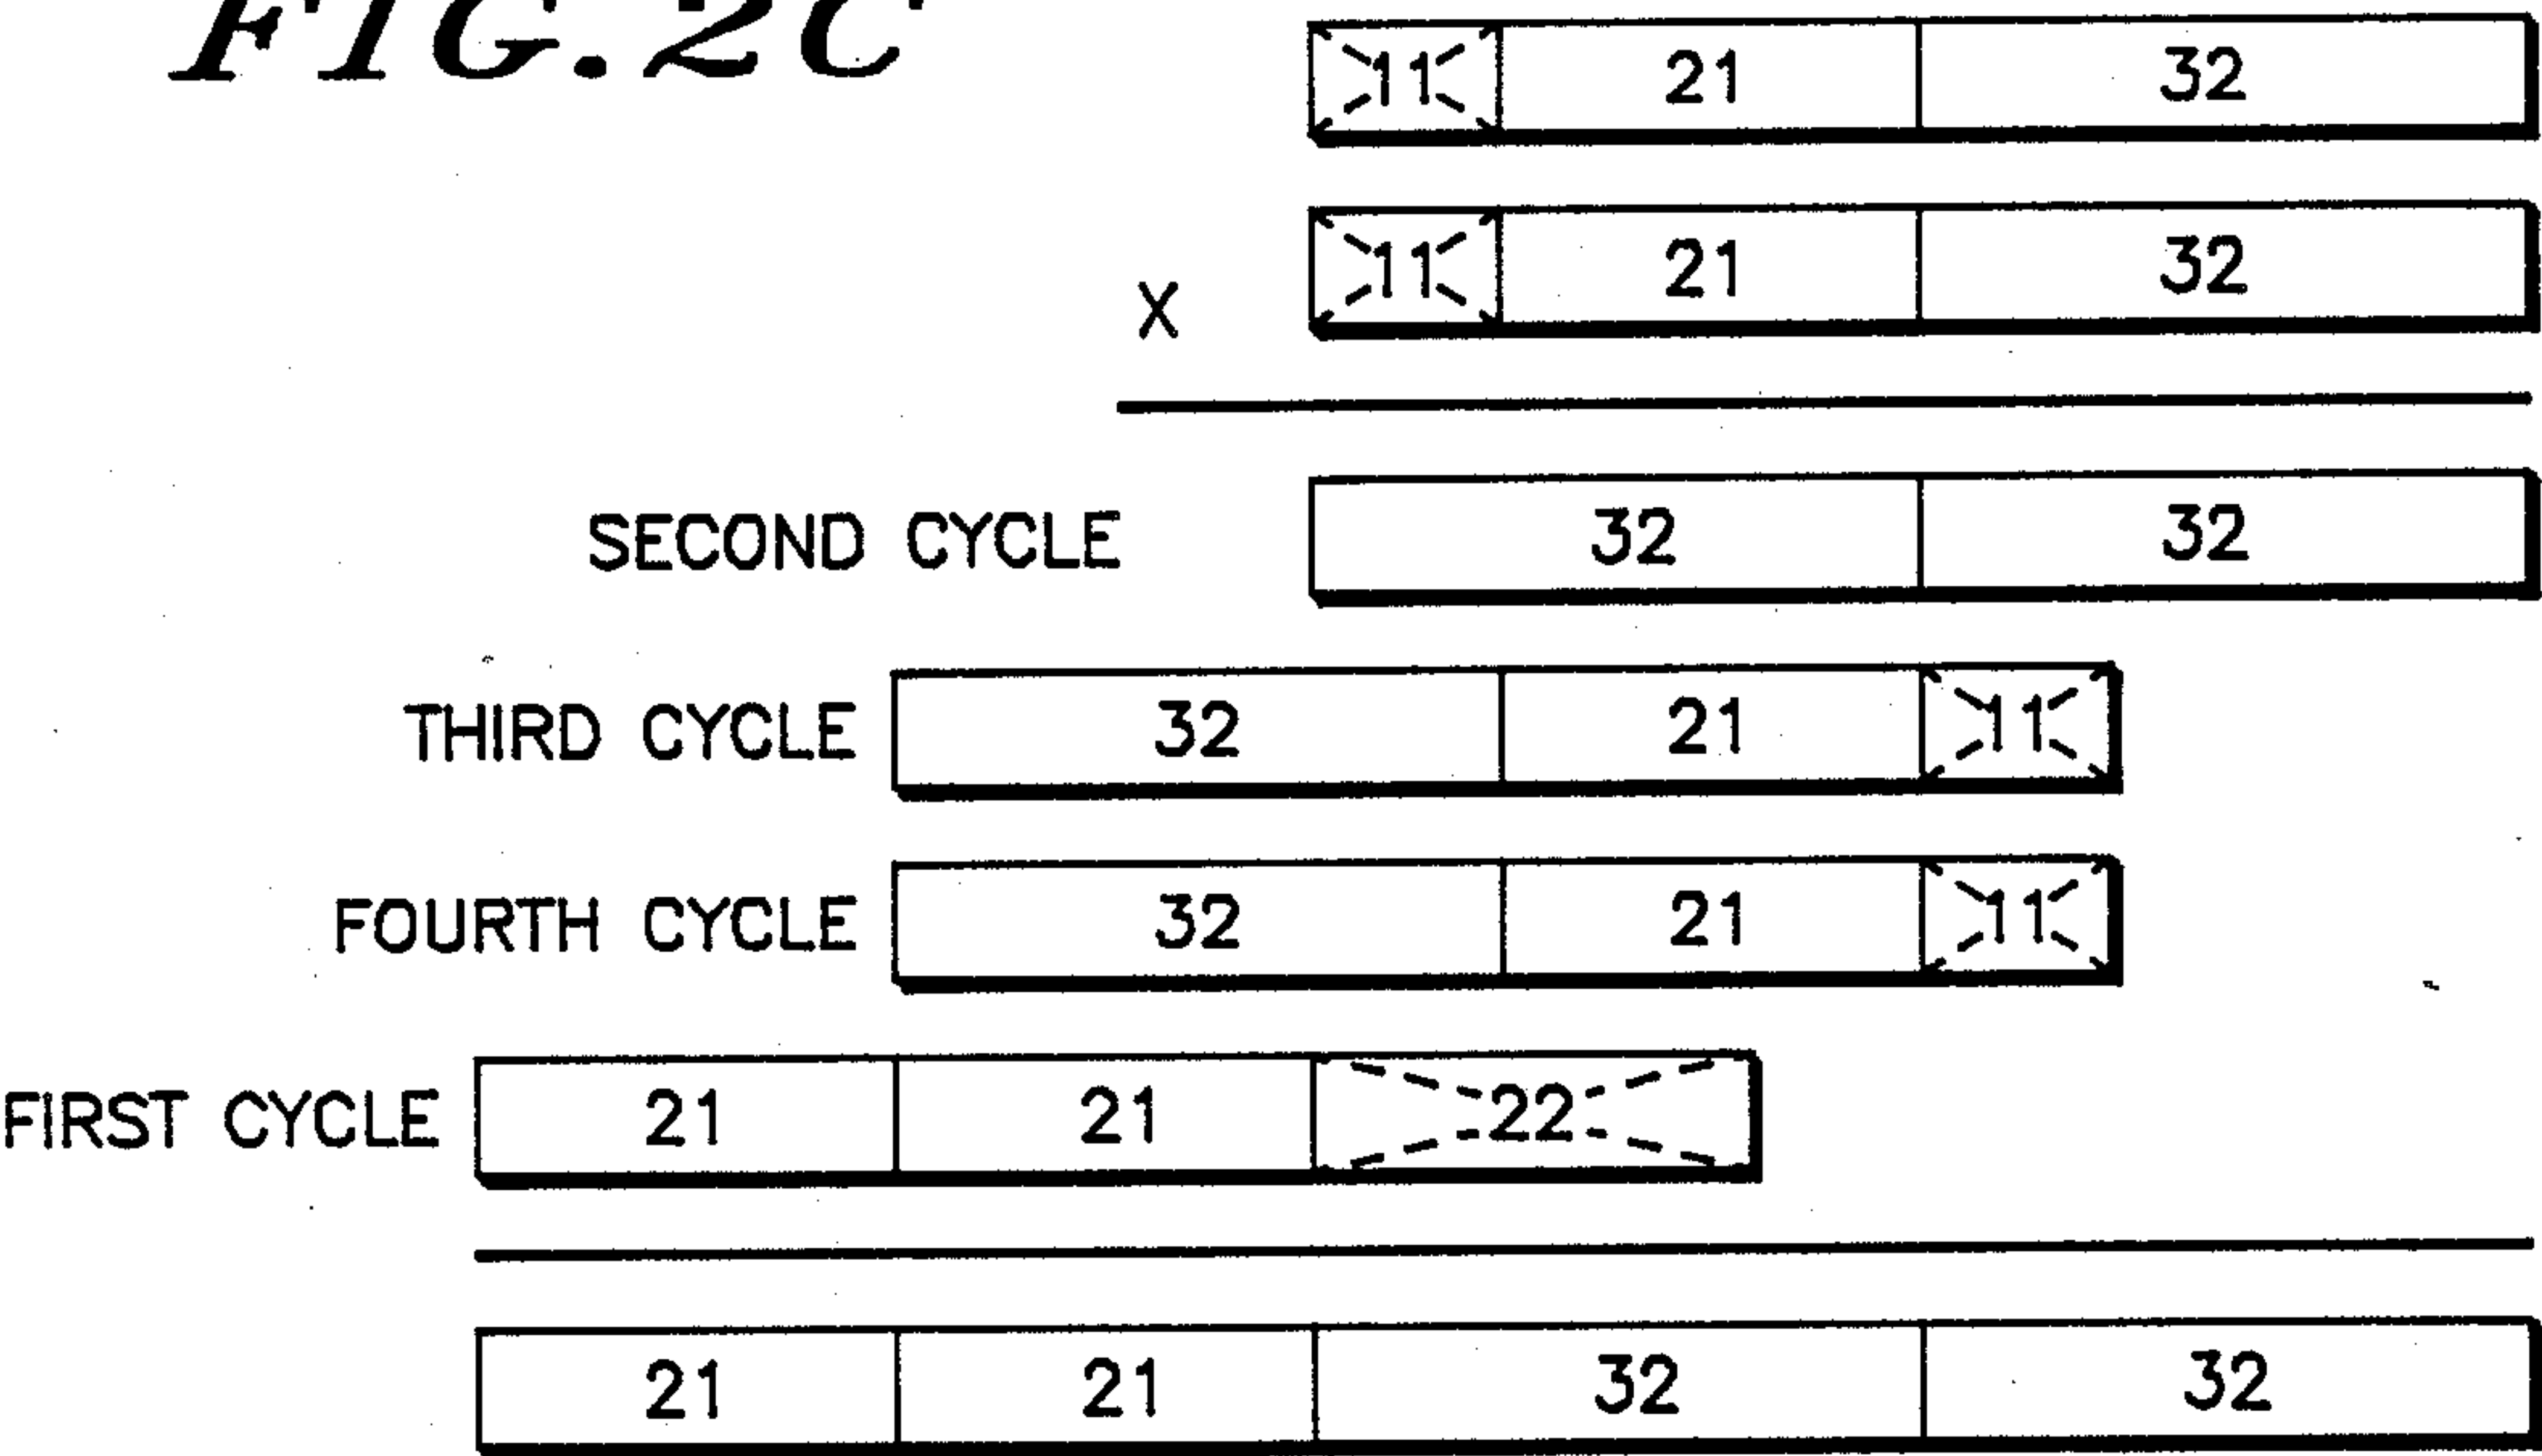 FIG. 2C
11 21 32
X 11 21 32
SECOND CYCLE 32 32
THIRD CYCLE 32 21 11
FOURTH CYCLE 32 21 11
FIRST CYCLE 21 21 22
21 21 32 32